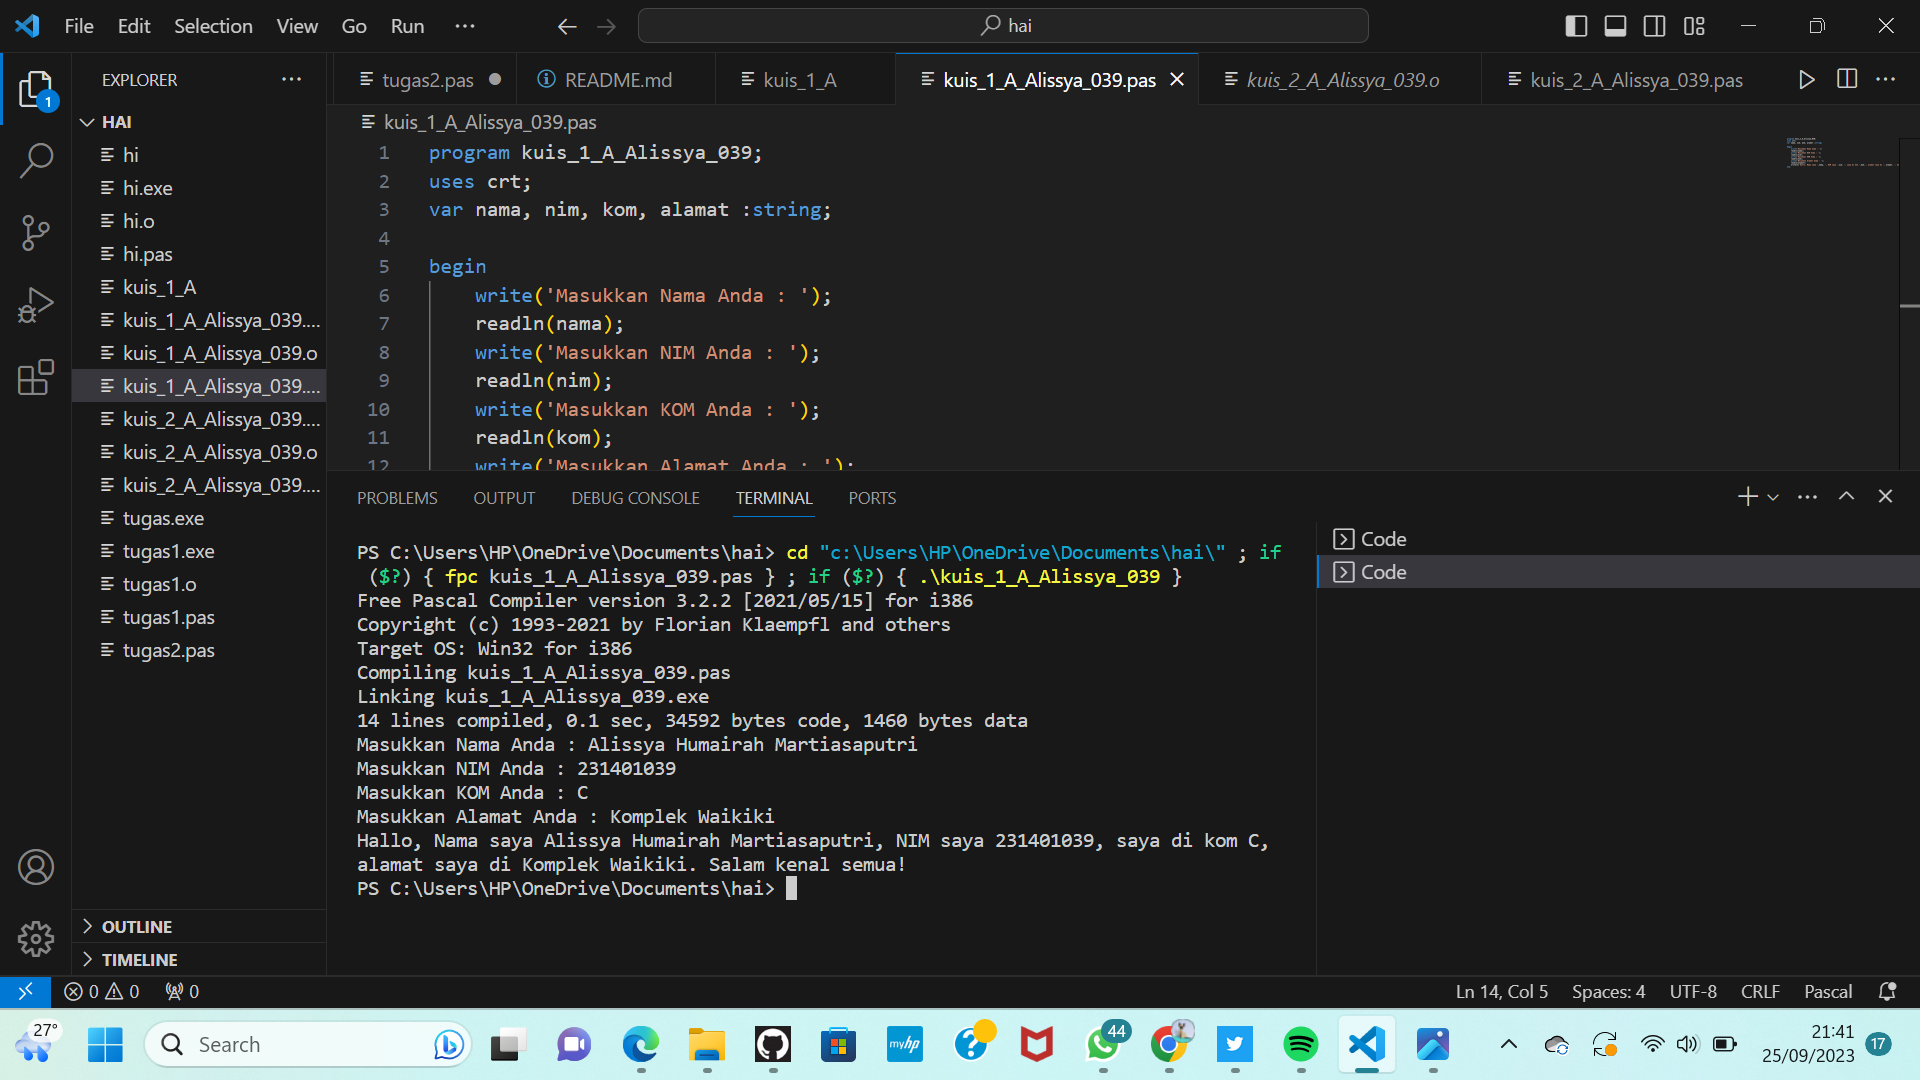 File Edit Selection View Go Run ··· hai
EXPLORER ···
tugas2.pas README.md kuis_1_A kuis_1_A_Alissya_039.pas kuis_2_A_Alissya_039.o kuis_2_A_Alissya_039.pas ···
1
HAI
hi
hi.exe
hi.o
hi.pas
kuis_1_A
kuis_1_A_Alissya_039....
kuis_1_A_Alissya_039.o
kuis_1_A_Alissya_039....
kuis_2_A_Alissya_039....
kuis_2_A_Alissya_039.o
kuis_2_A_Alissya_039....
tugas.exe
tugas1.exe
tugas1.o
tugas1.pas
tugas2.pas
OUTLINE
TIMELINE
kuis_1_A_Alissya_039.pas
1 program kuis_1_A_Alissya_039;
2 uses crt;
3 var nama, nim, kom, alamat :string;
4
5 begin
6 write('Masukkan Nama Anda : ');
7 readln(nama);
8 write('Masukkan NIM Anda : ');
9 readln(nim);
10 write('Masukkan KOM Anda : ');
11 readln(kom);
12 write('Masukkan Alamat Anda : ');
PROBLEMS OUTPUT DEBUG CONSOLE TERMINAL PORTS ···
PS C:\Users\HP\OneDrive\Documents\hai> cd "c:\Users\HP\OneDrive\Documents\hai\" ; if
($?) { fpc kuis_1_A_Alissya_039.pas } ; if ($?) { .\kuis_1_A_Alissya_039 }
Free Pascal Compiler version 3.2.2 [2021/05/15] for i386
Copyright (c) 1993-2021 by Florian Klaempfl and others
Target OS: Win32 for i386
Compiling kuis_1_A_Alissya_039.pas
Linking kuis_1_A_Alissya_039.exe
14 lines compiled, 0.1 sec, 34592 bytes code, 1460 bytes data
Masukkan Nama Anda : Alissya Humairah Martiasaputri
Masukkan NIM Anda : 231401039
Masukkan KOM Anda : C
Masukkan Alamat Anda : Komplek Waikiki
Hallo, Nama saya Alissya Humairah Martiasaputri, NIM saya 231401039, saya di kom C,
alamat saya di Komplek Waikiki. Salam kenal semua!
PS C:\Users\HP\OneDrive\Documents\hai>
Code
Code
0 0 0 Ln 14, Col 5 Spaces: 4 UTF-8 CRLF Pascal
27° Search myhp 44 21:41 17
25/09/2023